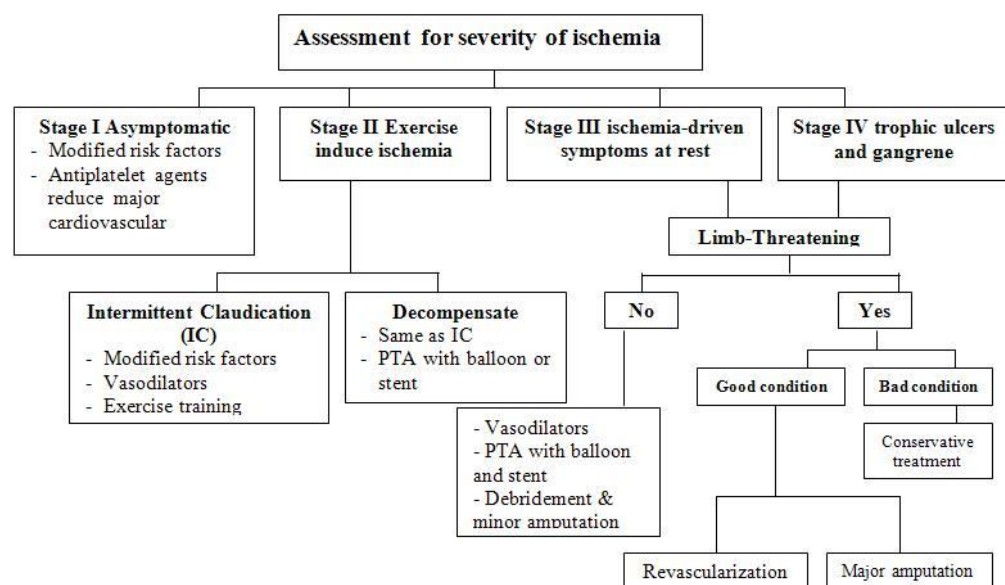 Assessment for severity of ischemia
Stage I Asymptomatic
- Modified risk factors
- Antiplatelet agents
reduce major
cardiovascular
Stage II Exercise
induce ischemia
Stage III ischemia-driven
symptoms at rest
Stage IV trophic ulcers
and gangrene
Limb-Threatening
Intermittent Claudication
(IC)
- Modified risk factors
- Vasodilators
- Exercise training
Decompensate
- Same as IC
- PTA with balloon or
stent
No
Yes
- Vasodilators
- PTA with balloon
and stent
- Debridement &
minor amputation
Good condition
Bad condition
Conservative
treatment
Revascularization
Major amputation